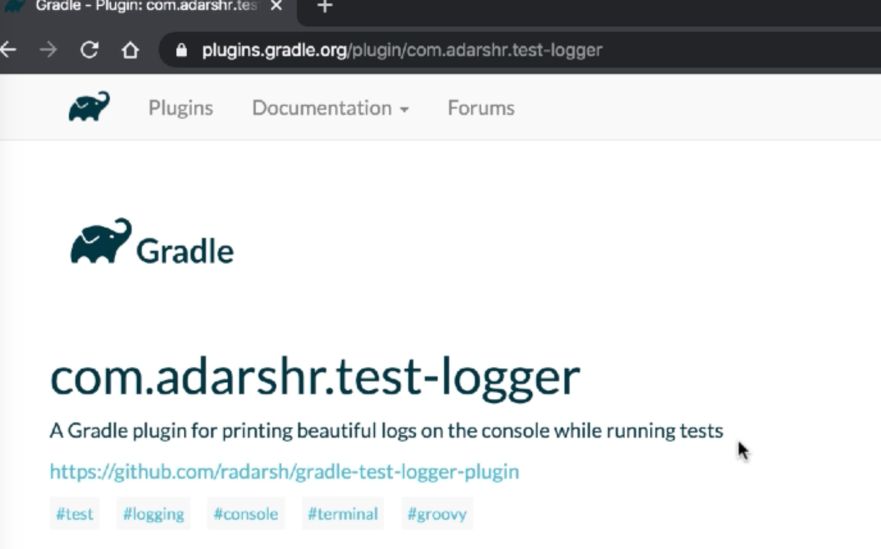 Gradle - Plugin: com.adarshr.tes
plugins.gradle.org/plugin/com.adarshr.test-logger
Plugins Documentation Forums
Gradle
com.adarshr.test-logger
A Gradle plugin for printing beautiful logs on the console while running tests
https://github.com/radarsh/gradle-test-logger-plugin
#test #logging #console #terminal #groovy